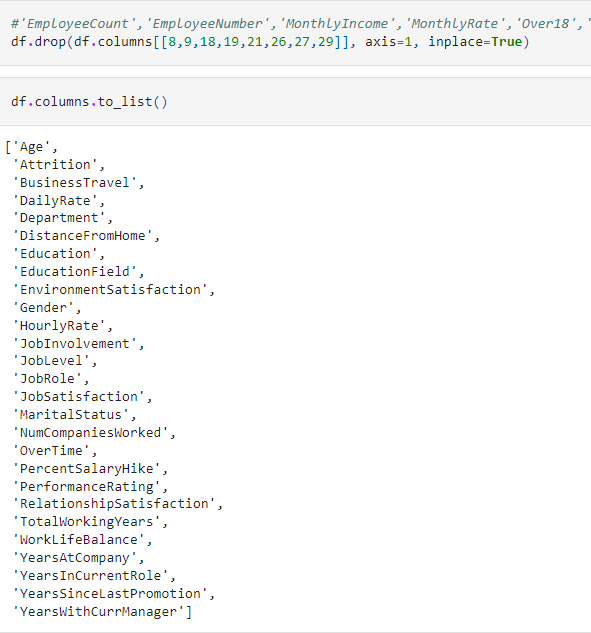 #'EmployeeCount','EmployeeNumber','MonthlyIncome','MonthlyRate','Over18','
df.drop(df.columns[[8,9,18,19,21,26,27,29]], axis=1, inplace=True)
df.columns.to_list()
['Age',
'Attrition',
'BusinessTravel',
'DailyRate',
'Department',
'DistanceFromHome',
'Education',
'EducationField',
'EnvironmentSatisfaction',
'Gender',
'HourlyRate',
'JobInvolvement',
'JobLevel',
'JobRole',
'JobSatisfaction',
'MaritalStatus',
'NumCompaniesWorked',
'OverTime',
'PercentSalaryHike',
'PerformanceRating',
'RelationshipSatisfaction',
'TotalWorkingYears',
'WorkLifeBalance',
'YearsAtCompany',
'YearsInCurrentRole',
'YearsSinceLastPromotion',
'YearsWithCurrManager']